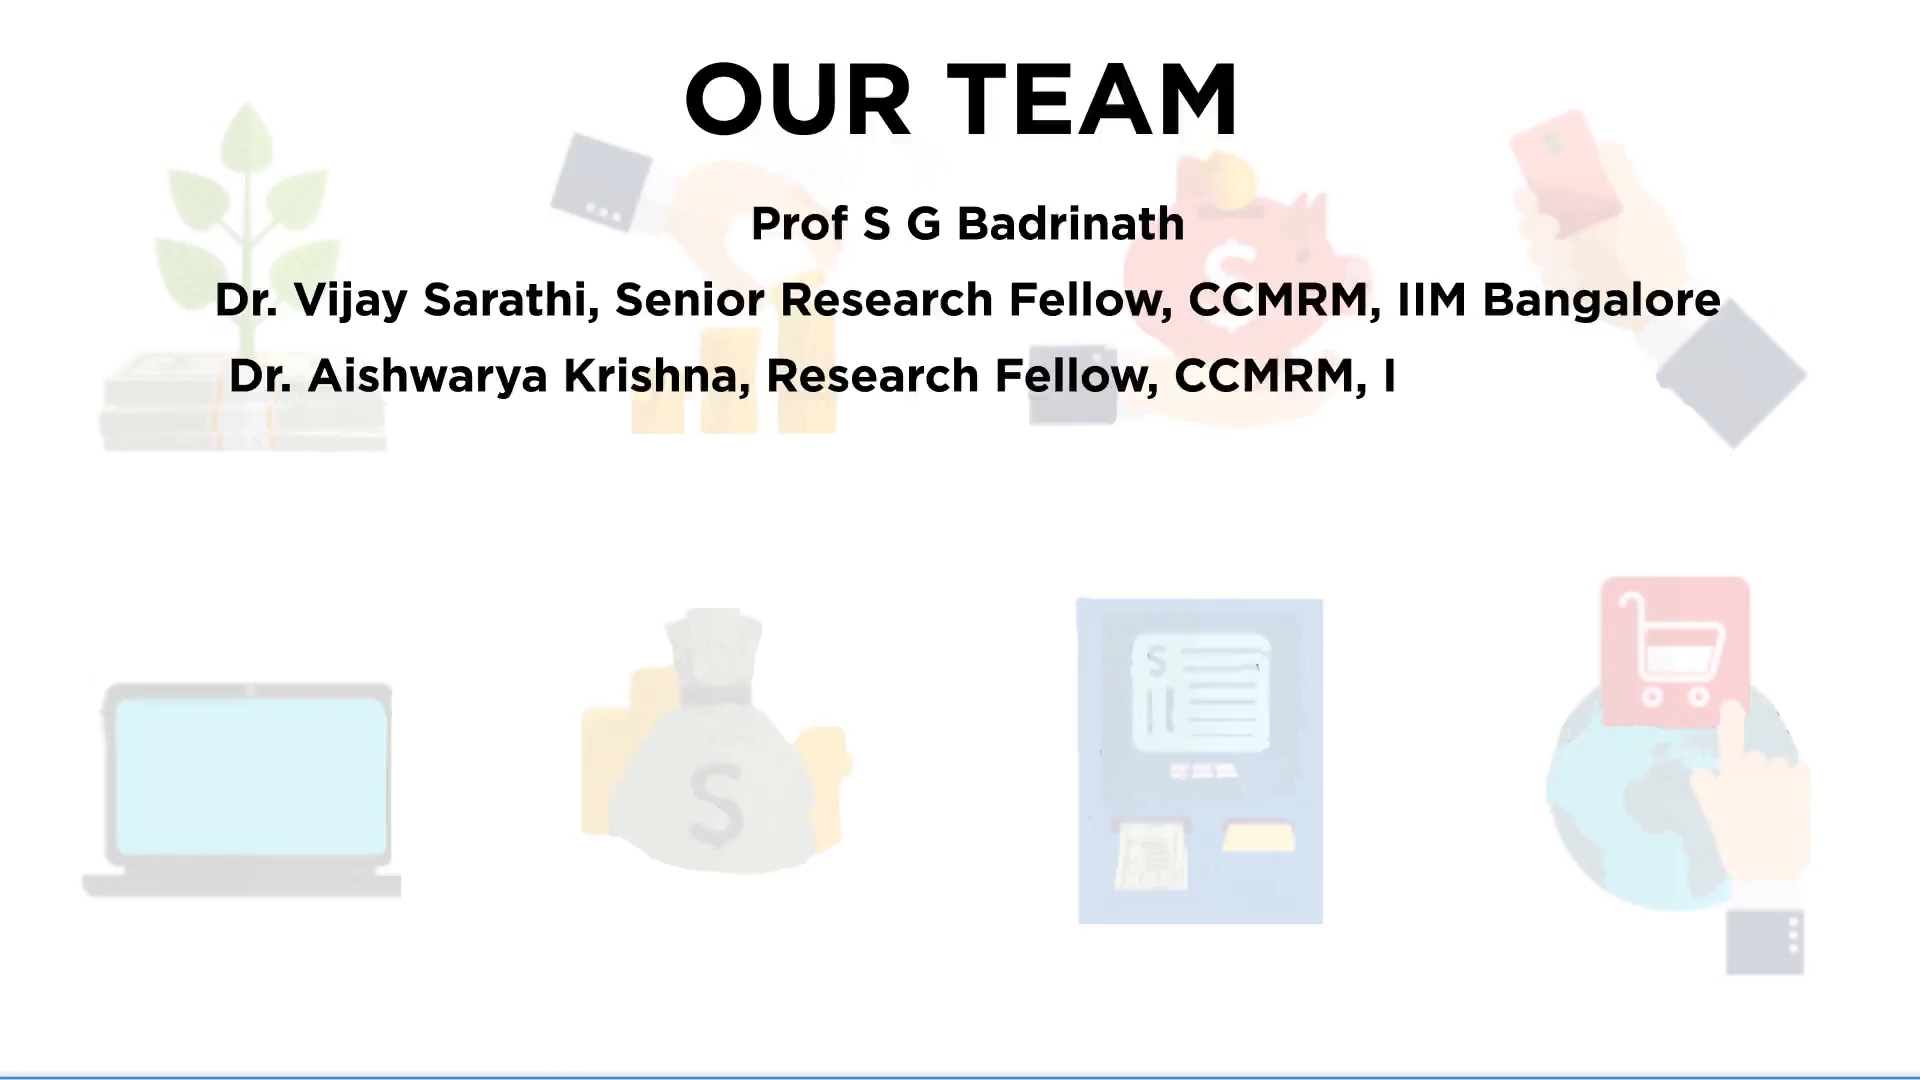 OUR TEAM
Prof S G Badrinath
Dr. Vijay Sarathi, Senior Research Fellow, CCMRM, IIM Bangalore
Dr. Aishwarya Krishna, Research Fellow, CCMRM, I
$
$
$
S